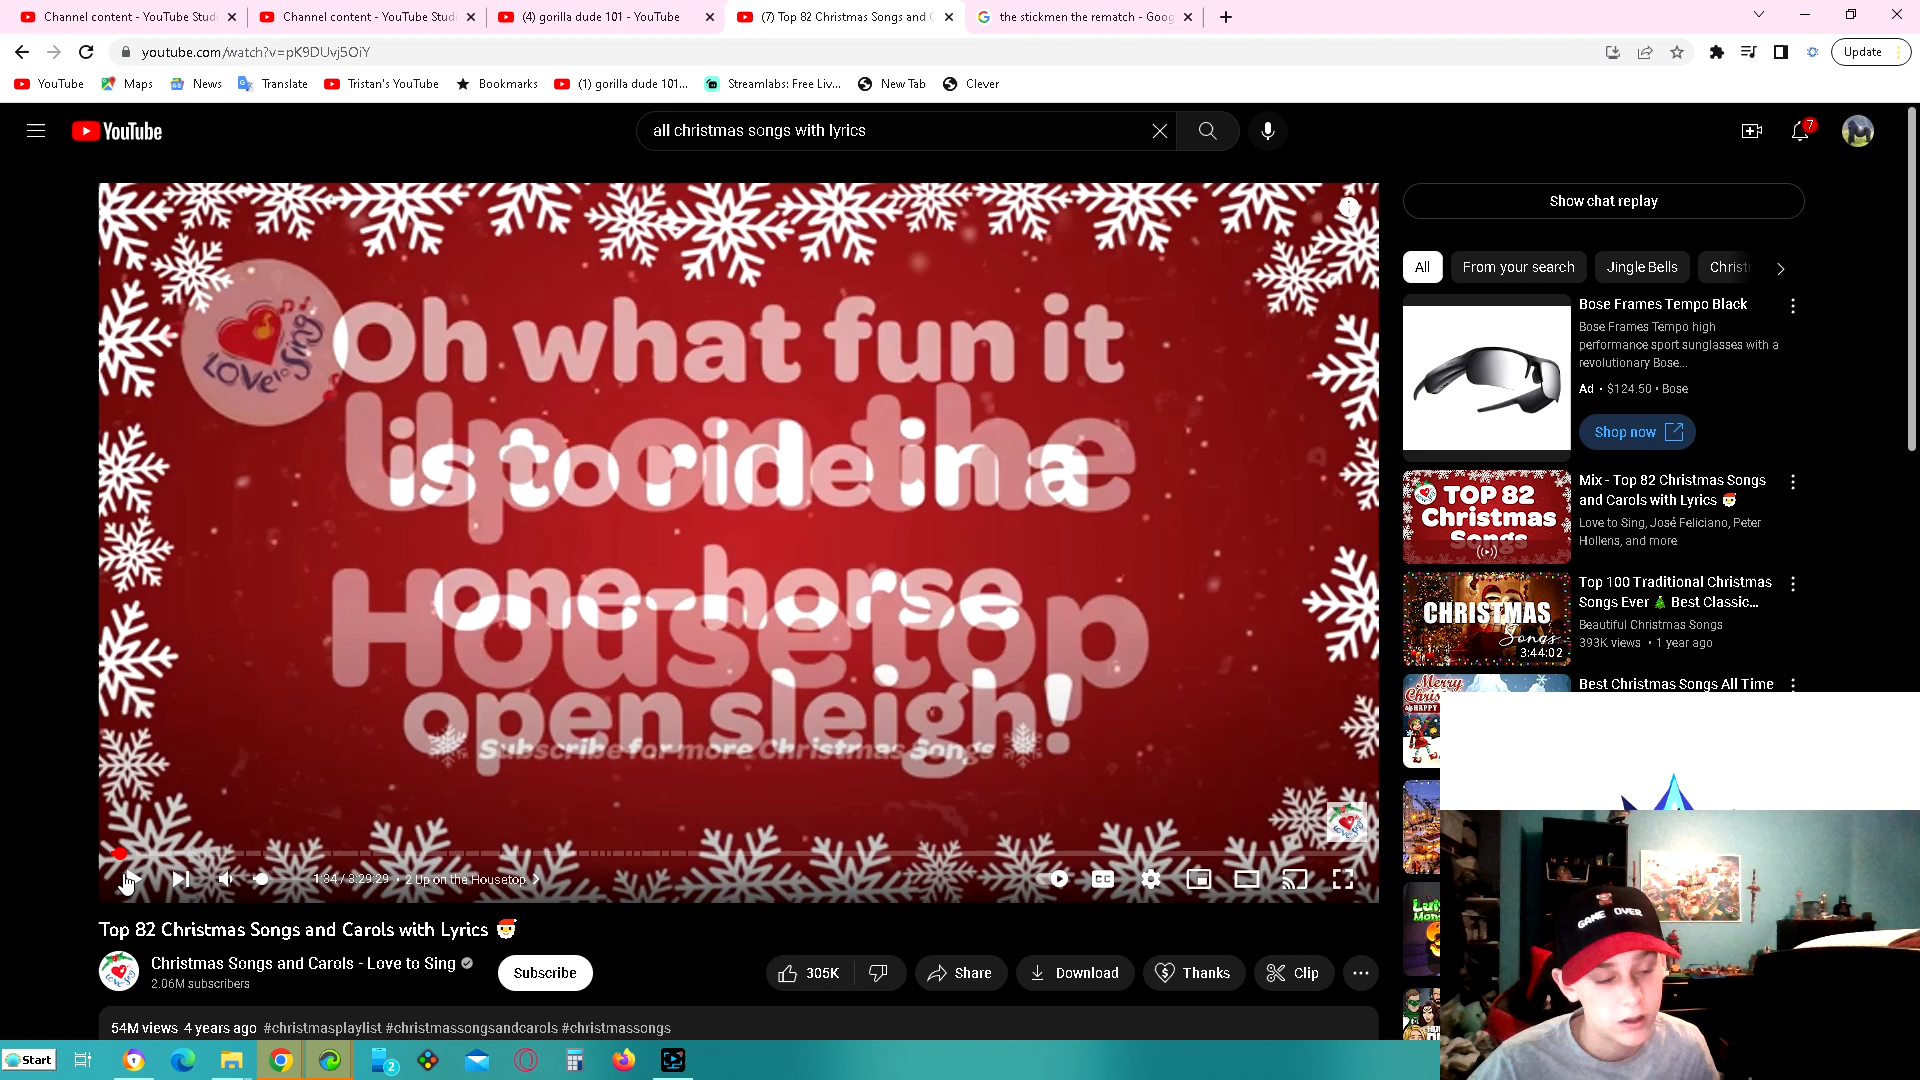 Channel content - YouTube Studi
Channel content - YouTube Studi
(4) gorilla dude 101 - YouTube
(7) Top 82 Christmas Songs and C
the stickmen the rematch - Goog
youtube.com/watch?v=pK9DUvj5OiY
Update
YouTube
Maps
News
Translate
Tristan's YouTube
Bookmarks
(1) gorilla dude 101...
Streamlabs: Free Liv...
New Tab
Clever
YouTube
all christmas songs with lyrics
7
Love to Sing
Oh what fun it
is to ride in a
one-horse
open sleigh!
Up on the
Housetop
Subscribe for more Christmas Songs
1:34 / 3:29:29 • 2 Up on the Housetop
CC
Top 82 Christmas Songs and Carols with Lyrics
Christmas Songs and Carols - Love to Sing
2.06M subscribers
Subscribe
305K
Share
Download
Thanks
Clip
54M views 4 years ago #christmasplaylist #christmassongsandcarols #christmassongs
Show chat replay
All
From your search
Jingle Bells
Christ
Bose Frames Tempo Black
Bose Frames Tempo high
performance sport sunglasses with a
revolutionary Bose...
Ad • $124.50 • Bose
Shop now
TOP 82
Christmas
Songs
Mix - Top 82 Christmas Songs
and Carols with Lyrics
Love to Sing, José Feliciano, Peter
Hollens, and more
CHRISTMAS
Songs
3:44:02
Top 100 Traditional Christmas
Songs Ever Best Classic...
Beautiful Christmas Songs
393K views • 1 year ago
Merry
Best Christmas Songs All Time
GAME OVER
Start
2